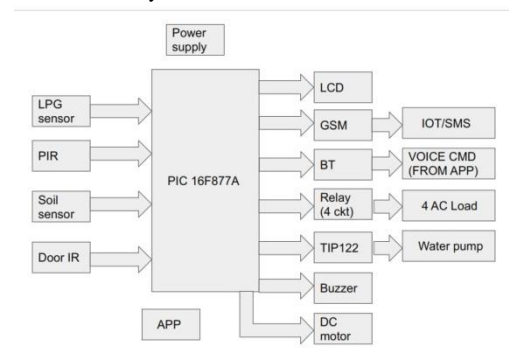 Power
supply
LPG
sensor
PIR
Soil
sensor
Door IR
PIC 16F877A
LCD
GSM
IOT/SMS
BT
VOICE CMD
(FROM APP)
Relay
(4 ckt)
4 AC Load
TIP122
Water pump
Buzzer
DC
motor
APP